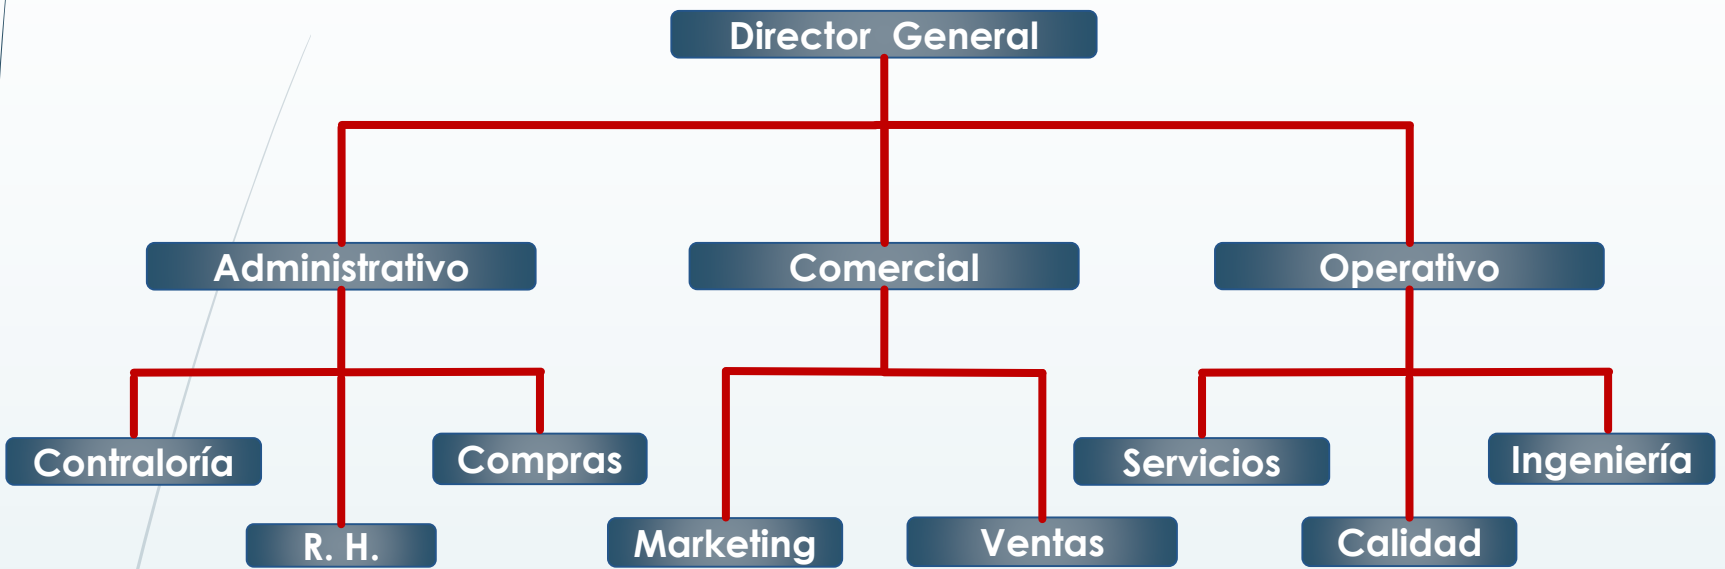 Director General
Administrativo
Comercial
Operativo
Contraloría
Compras
Servicios
Ingeniería
R. H.
Marketing
Ventas
Calidad